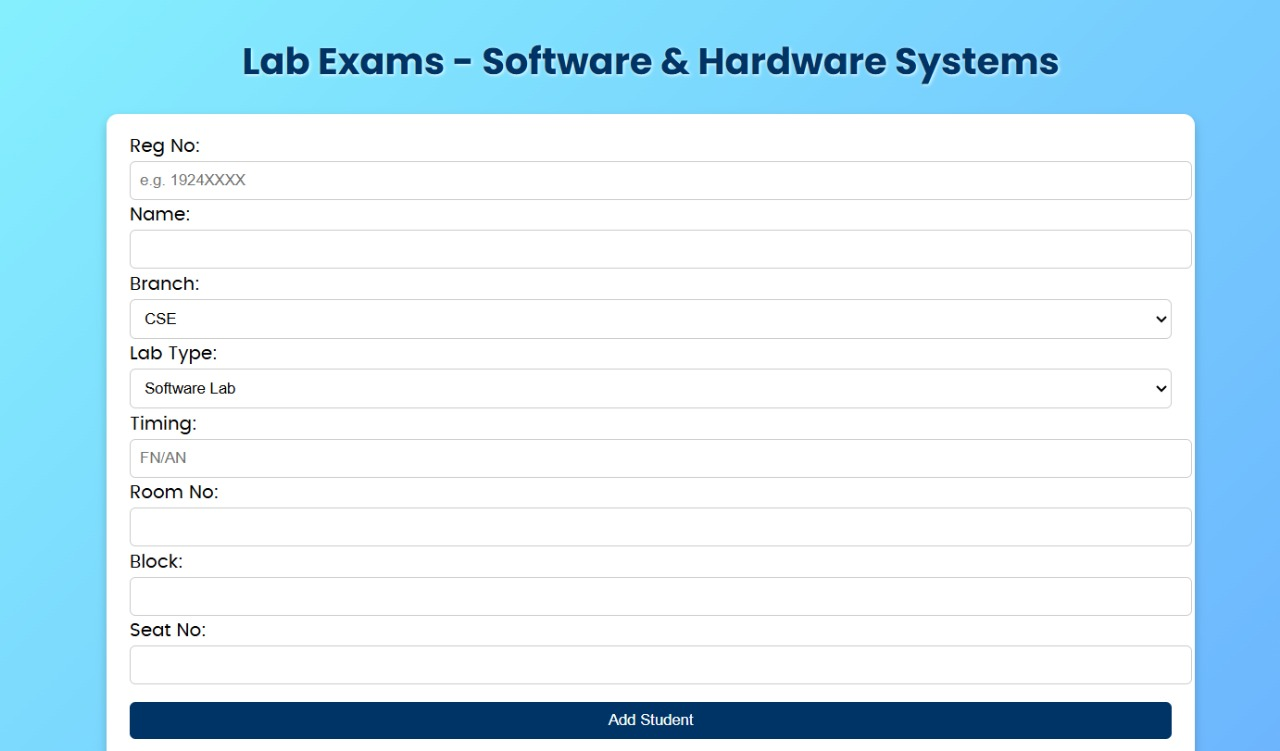 Lab Exams - Software & Hardware Systems
Reg No:
e.g. 1924XXXX
Name:
Branch:
CSE
Lab Type:
Software Lab
Timing:
FN/AN
Room No:
Block:
Seat No:
Add Student